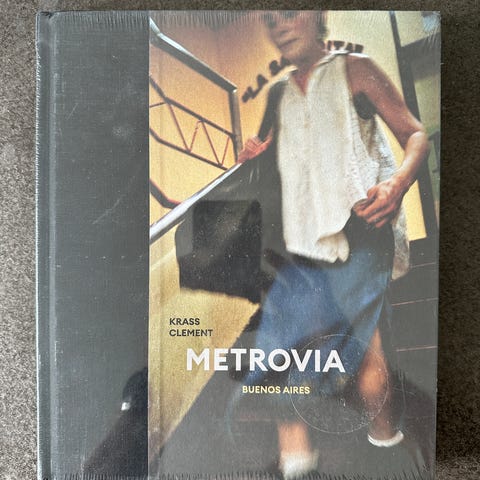 KRASS
CLEMENT
METROVIA
BUENOS AIRES